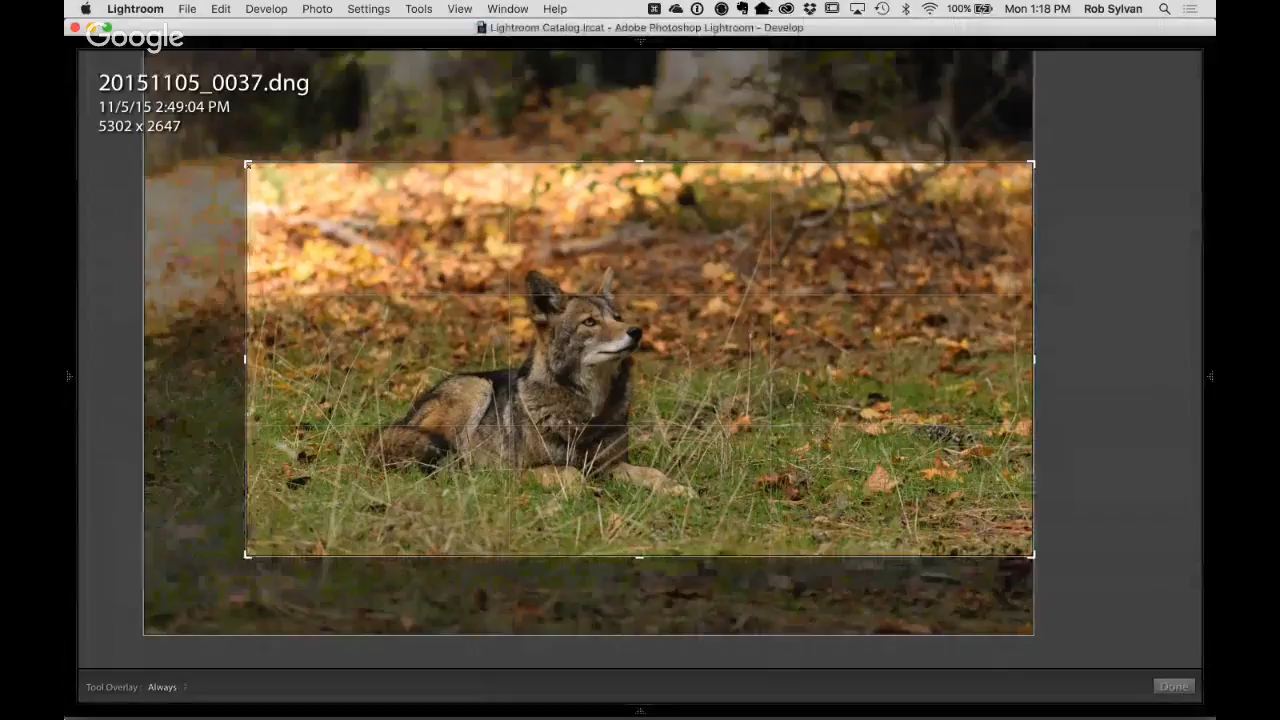 Lightroom File Edit Develop Photo Settings Tools View Window Help 100% Mon 1:18 PM Rob Sylvan
Lightroom Catalog.lrcat - Adobe Photoshop Lightroom - Develop
Google
20151105_0037.dng
11/5/15 2:49:04 PM
5302 x 2647
Tool Overlay : Always
Done